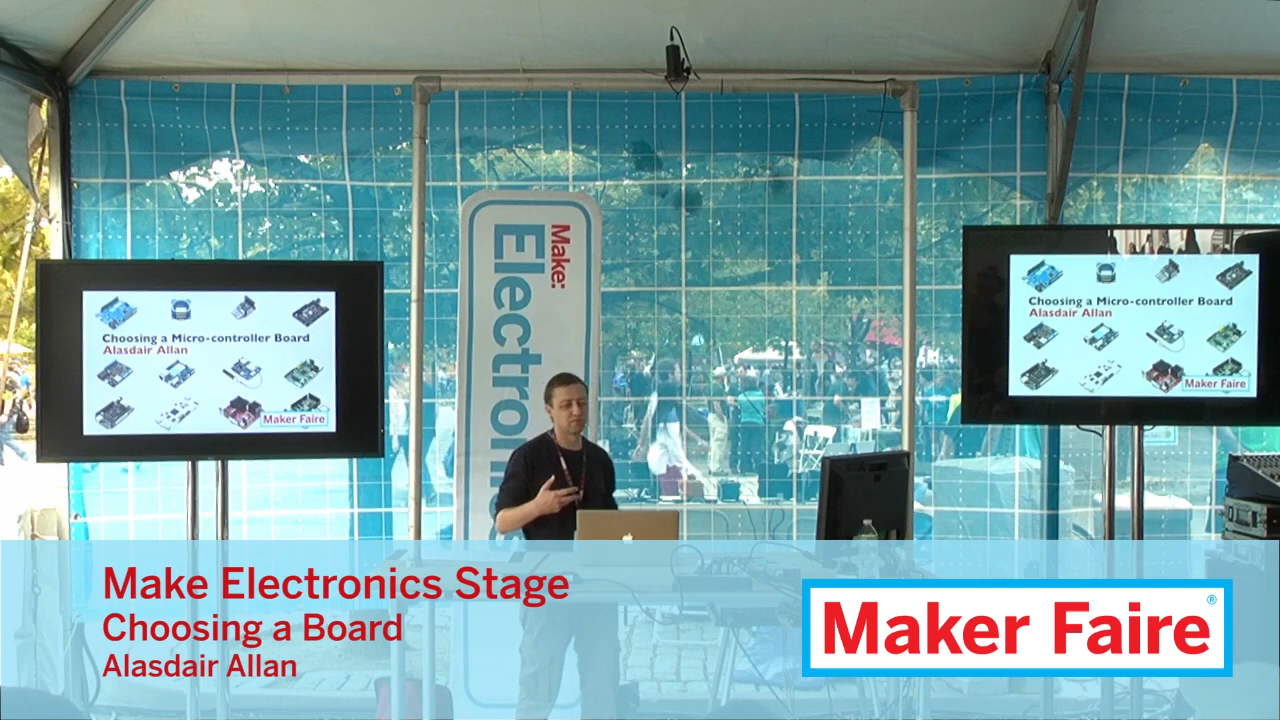 Make:
Electronics
Choosing a Micro-controller Board
Alasdair Allan
Maker Faire
Choosing a Micro-controller Board
Alasdair Allan
Maker Faire
Make Electronics Stage
Choosing a Board
Alasdair Allan
Maker Faire®